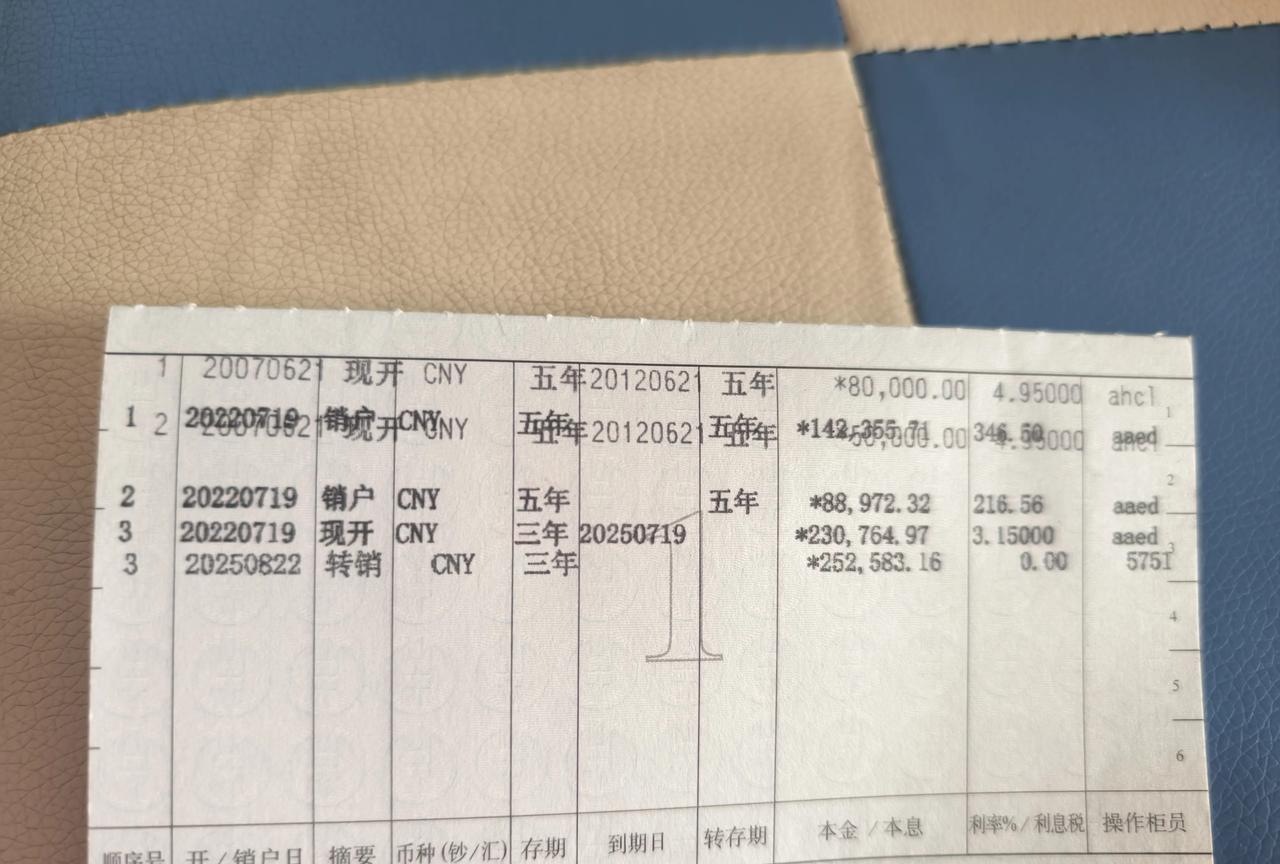 1 20070621 现开 CNY 五年 20120621 五年 *80,000.00 4.95000 ahcl
1 20220719 销户 CNY 五年 五年 *142,355.71 346.50 aaed
2 20070621 现开 CNY 五年 20120621 五年 0,000.00 4.95000 ahcl
2 20220719 销户 CNY 五年 五年 *88,972.32 216.56 aaed
3 20220719 现开 CNY 三年 20250719 *230,764.97 3.15000 aaed
3 20250822 转销 CNY 三年 *252,583.16 0.00 5751
1
2
3
4
5
6
1
顺序号 开/销户日 摘要 币种(钞/汇) 存期 到期日 转存期 本金/本息 利率%/利息税 操作柜员